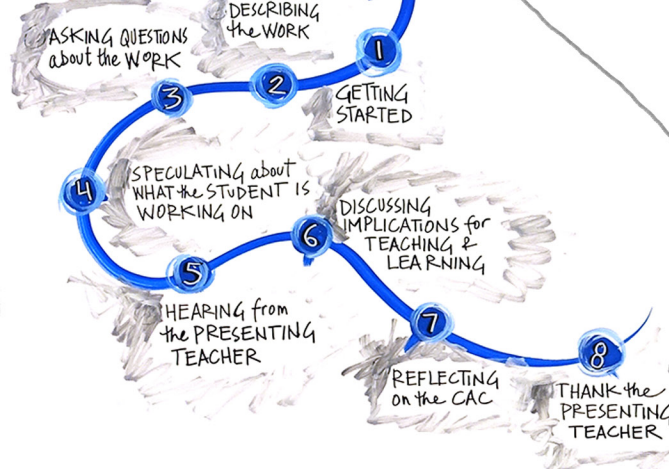 1
GETTING
STARTED
2
DESCRIBING
the WORK
3
ASKING QUESTIONS
about the WORK
4
SPECULATING about
WHAT the STUDENT IS
WORKING ON
5
HEARING from
the PRESENTING
TEACHER
6
DISCUSSING
IMPLICATIONS for
TEACHING &
LEARNING
7
REFLECTING
on the CAC
8
THANK the
PRESENTING
TEACHER